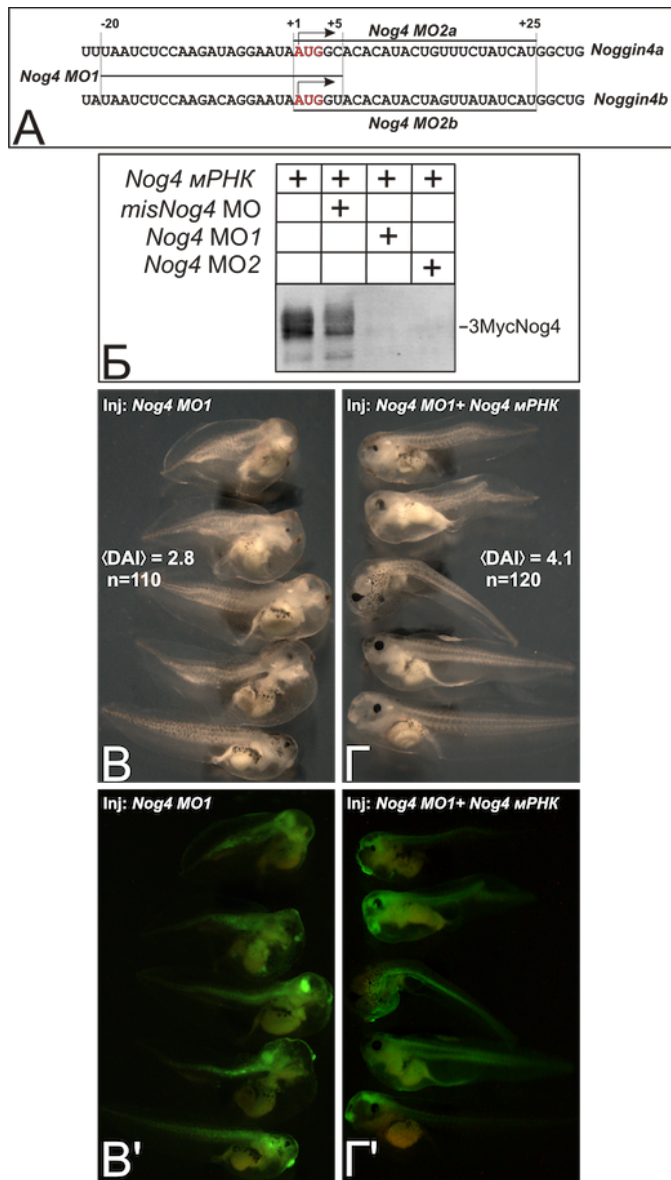 -20 +1 +5 Nog4 MO2a +25
UUUAAUCUCCAAGAUAGGAAUAAUGGCACACAUACUGUUUCUAUCAUGGCUG Noggin4a
Nog4 MO1
UAUAAUCUCCAAGACAGGAAUAAUGGUACACAUACUAGUUAUAUCAUGGCUG Noggin4b
Nog4 MO2b
А
Nog4 мРНК + + + +
misNog4 MO +
Nog4 MO1 +
Nog4 MO2 +
–3MycNog4
Б
Inj: Nog4 MO1
⟨DAI⟩ = 2.8
n=110
В
Inj: Nog4 MO1+ Nog4 мРНК
⟨DAI⟩ = 4.1
n=120
Г
Inj: Nog4 MO1
В'
Inj: Nog4 MO1+ Nog4 мРНК
Г'